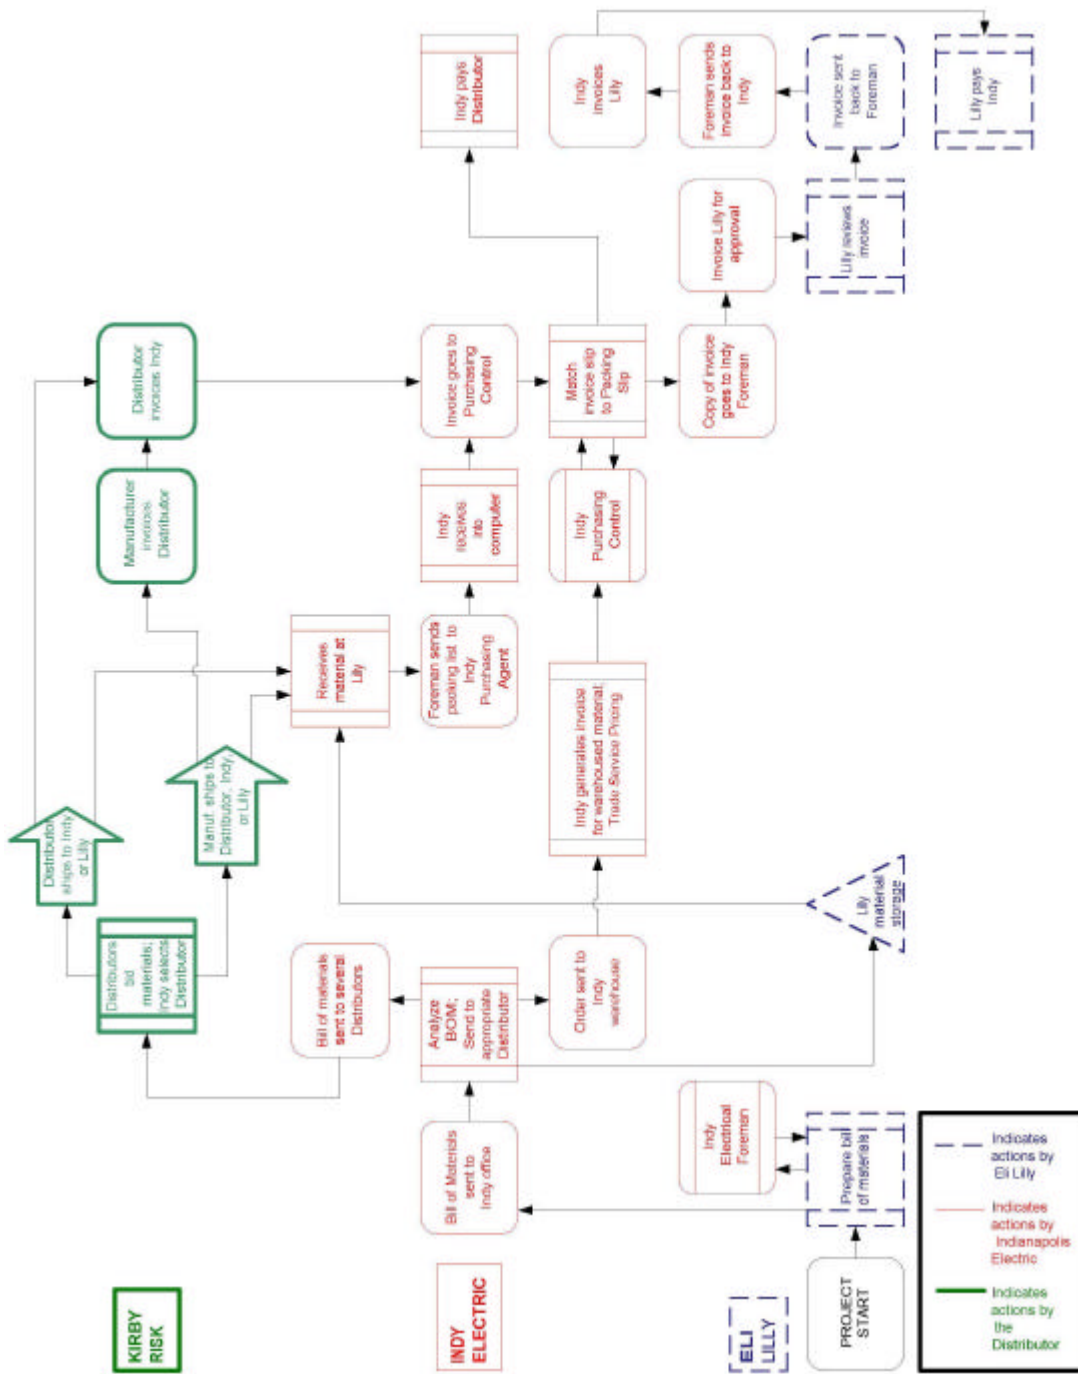 KIRBY
RISK
Distributors
bid
materials;
Indy selects
Distributor
Distributor
ships to Indy
or Lilly
Manuf. ships to
Distributor, Indy,
or Lilly
Manufacturer
invoices
Distributor
Distributor
invoices Indy
INDY
ELECTRIC
Bill of Materials
sent to
Indy office
Bill of materials
sent to several
Distributors
Analyze
BOM;
Send to
appropriate
Distributor
Order sent to
Indy
warehouse
Receives
material at
Lilly
Foreman sends
packing list to
Indy
Purchasing
Agent
Indy
receives
into
computer
Invoice goes to
Purchasing
Control
Indy generates invoice
for warehoused material;
Trade Service Pricing
Indy
Purchasing
Control
Match
invoice slip
to Packing
Slip
Copy of invoice
goes to Indy
Foreman
Invoice Lilly for
approval
Indy pays
Distributor
Indy
invoices
Lilly
Foreman sends
invoice back to
Indy
Indy
Electrical
Foreman
ELI
LILLY
PROJECT
START
Prepare bill
of materials
Lilly
material
storage
Lilly reviews
invoice
Invoice sent
back to
Foreman
Lilly pays
Indy
Indicates
actions by
Eli Lilly
Indicates
actions by
Indianapolis
Electric
Indicates
actions by
the
Distributor